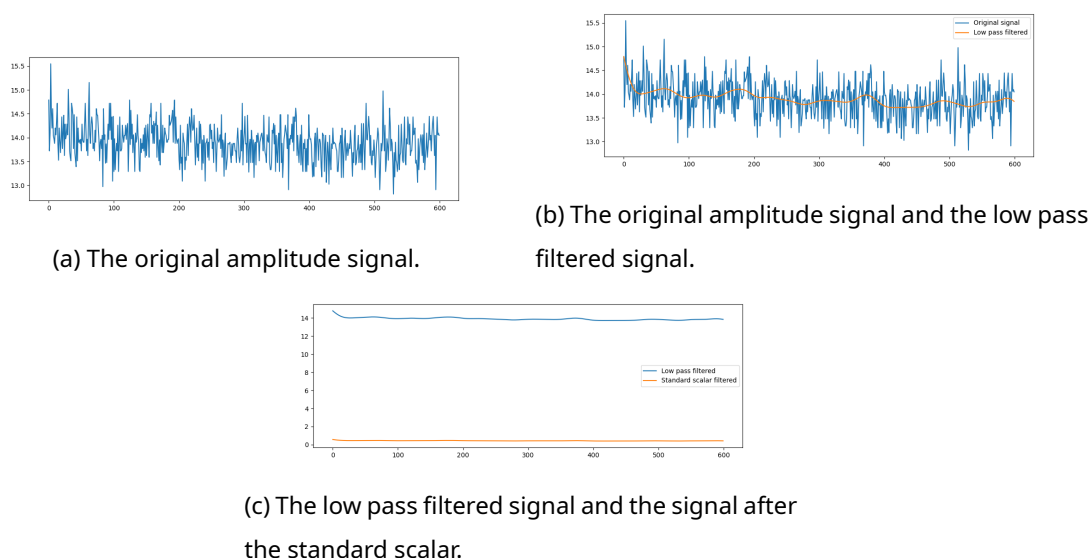 15.5
15.0
14.5
14.0
13.5
13.0
0 100 200 300 400 500 600
(a) The original amplitude signal.
15.5
15.0
14.5
14.0
13.5
13.0
0 100 200 300 400 500 600
Original signal
Low pass filtered
(b) The original amplitude signal and the low pass
filtered signal.
14
12
10
8
6
4
2
0
0 100 200 300 400 500 600
Low pass filtered
Standard scalar filtered
(c) The low pass filtered signal and the signal after
the standard scalar.